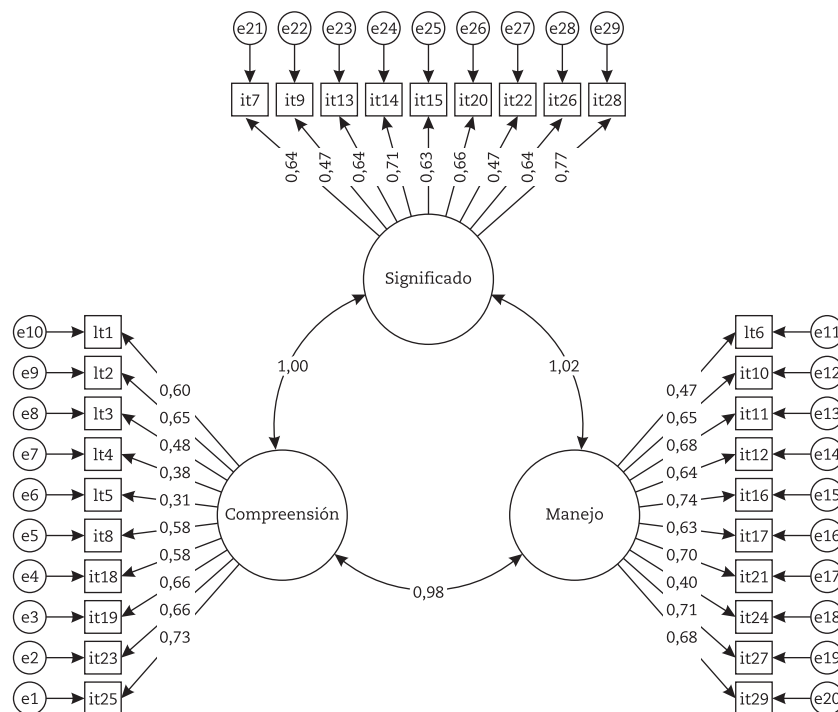 e21 e22 e23 e24 e25 e26 e27 e28 e29
it7 it9 it13 it14 it15 it20 it22 it26 it28
0,64 0,47 0,64 0,71 0,63 0,66 0,47 0,64 0,77
Significado
1,00 1,02
e10 lt1
e9 lt2
e8 lt3
e7 lt4
e6 lt5
e5 it8
e4 it18
e3 it19
e2 it23
e1 it25
0,60
0,65
0,48
0,38
0,31
0,58
0,58
0,66
0,66
0,73
Compreensión
0,98
Manejo
0,47
0,65
0,68
0,64
0,74
0,63
0,70
0,40
0,71
0,68
lt6 e11
it10 e12
it11 e13
it12 e14
it16 e15
it17 e16
it21 e17
it24 e18
it27 e19
it29 e20